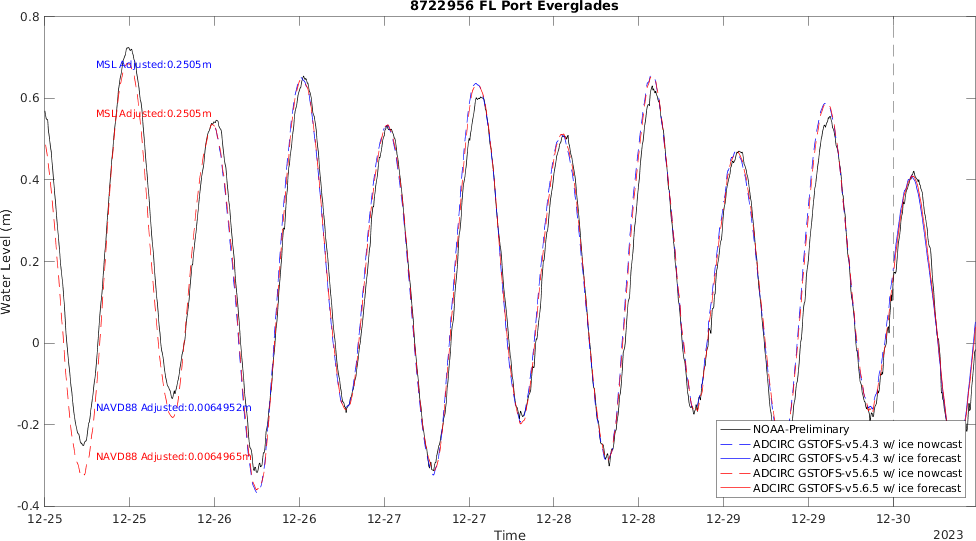 8722956 FL Port Everglades
0.8
0.6
0.4
0.2
0
-0.2
-0.4
Water Level (m)
MSL Adjusted:0.2505m
MSL Adjusted:0.2505m
NAVD88 Adjusted:0.0064952m
NAVD88 Adjusted:0.0064965m
NOAA-Preliminary
ADCIRC GSTOFS-v5.4.3 w/ ice nowcast
ADCIRC GSTOFS-v5.4.3 w/ ice forecast
ADCIRC GSTOFS-v5.6.5 w/ ice nowcast
ADCIRC GSTOFS-v5.6.5 w/ ice forecast
12-25 12-25 12-26 12-26 12-27 12-27 12-28 12-28 12-29 12-29 12-30
Time
2023